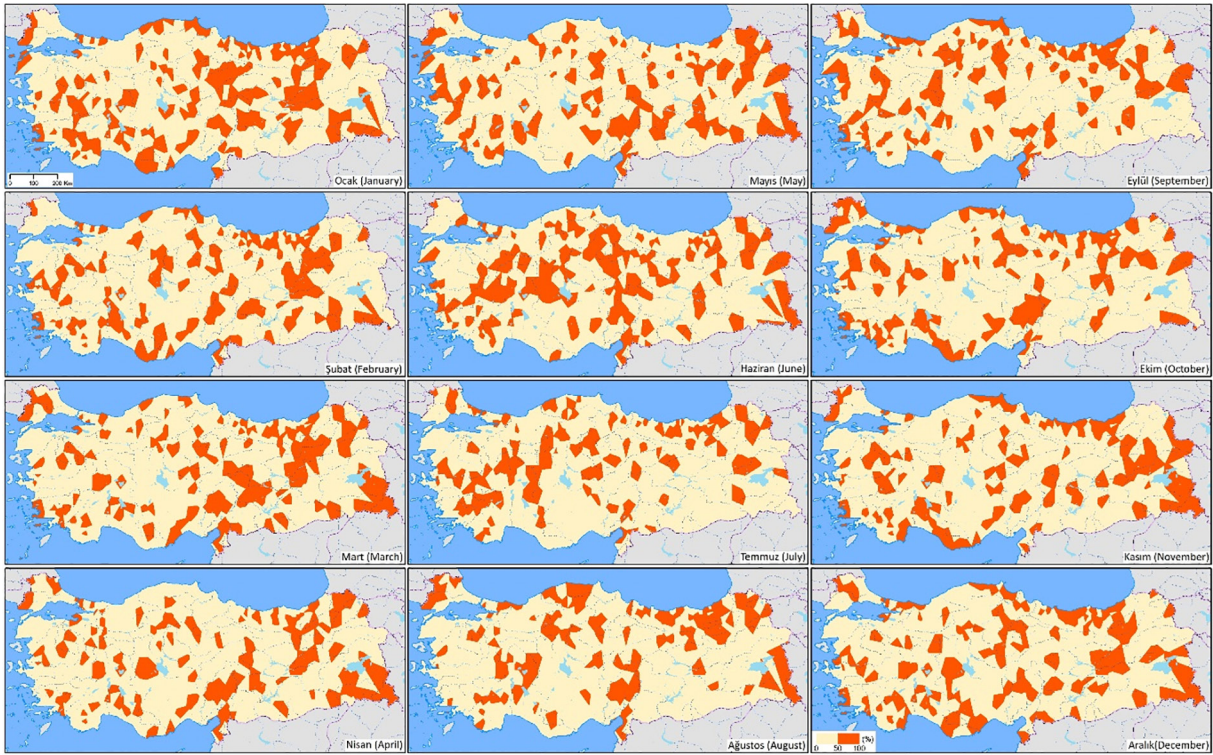 Ocak (January)
Mayıs (May)
Eylül (September)
0 100 200 Km
Şubat (February)
Haziran (June)
Ekim (October)
Mart (March)
Temmuz (July)
Kasım (November)
Nisan (April)
Ağustos (August)
Aralık(December)
(%)
0 50 100